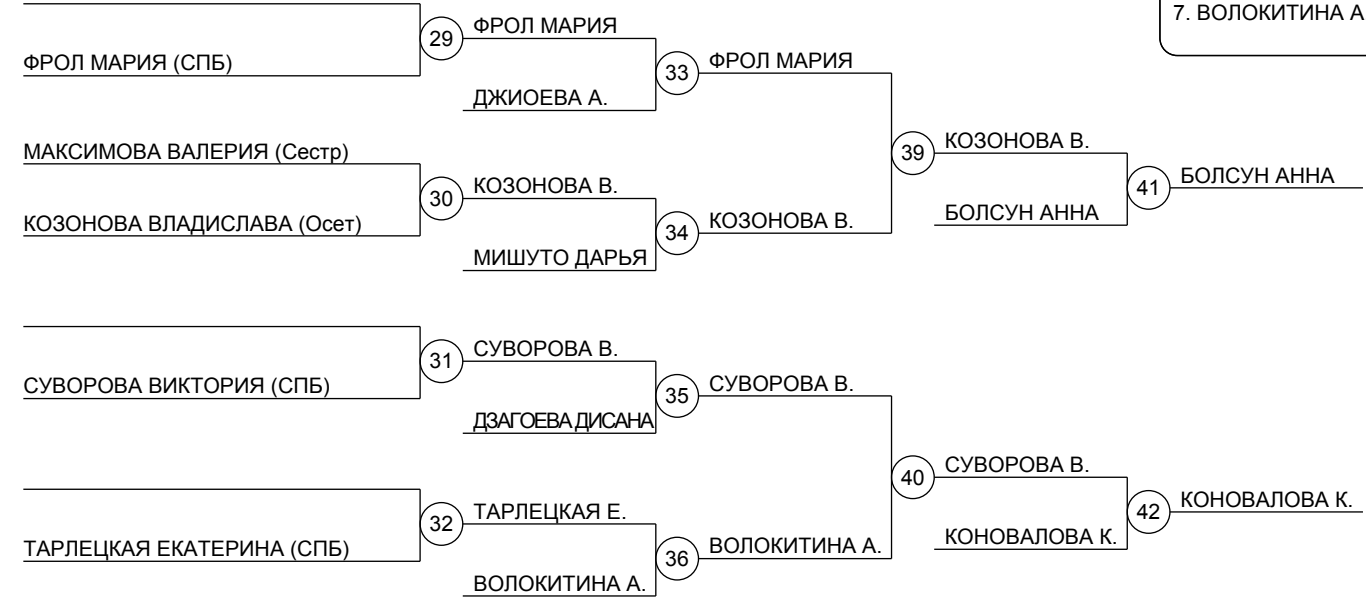 7. ВОЛОКИТИНА А
29
ФРОЛ МАРИЯ
ФРОЛ МАРИЯ (СПБ)
33
ФРОЛ МАРИЯ
ДЖИОЕВА А.
МАКСИМОВА ВАЛЕРИЯ (Сестр)
39
КОЗОНОВА В.
30
КОЗОНОВА В.
41
БОЛСУН АННА
КОЗОНОВА ВЛАДИСЛАВА (Осет)
34
КОЗОНОВА В.
БОЛСУН АННА
МИШУТО ДАРЬЯ
31
СУВОРОВА В.
СУВОРОВА ВИКТОРИЯ (СПБ)
35
СУВОРОВА В.
ДЗАГОЕВА ДИСАНА
40
СУВОРОВА В.
32
ТАРЛЕЦКАЯ Е.
42
КОНОВАЛОВА К.
ТАРЛЕЦКАЯ ЕКАТЕРИНА (СПБ)
36
ВОЛОКИТИНА А.
КОНОВАЛОВА К.
ВОЛОКИТИНА А.